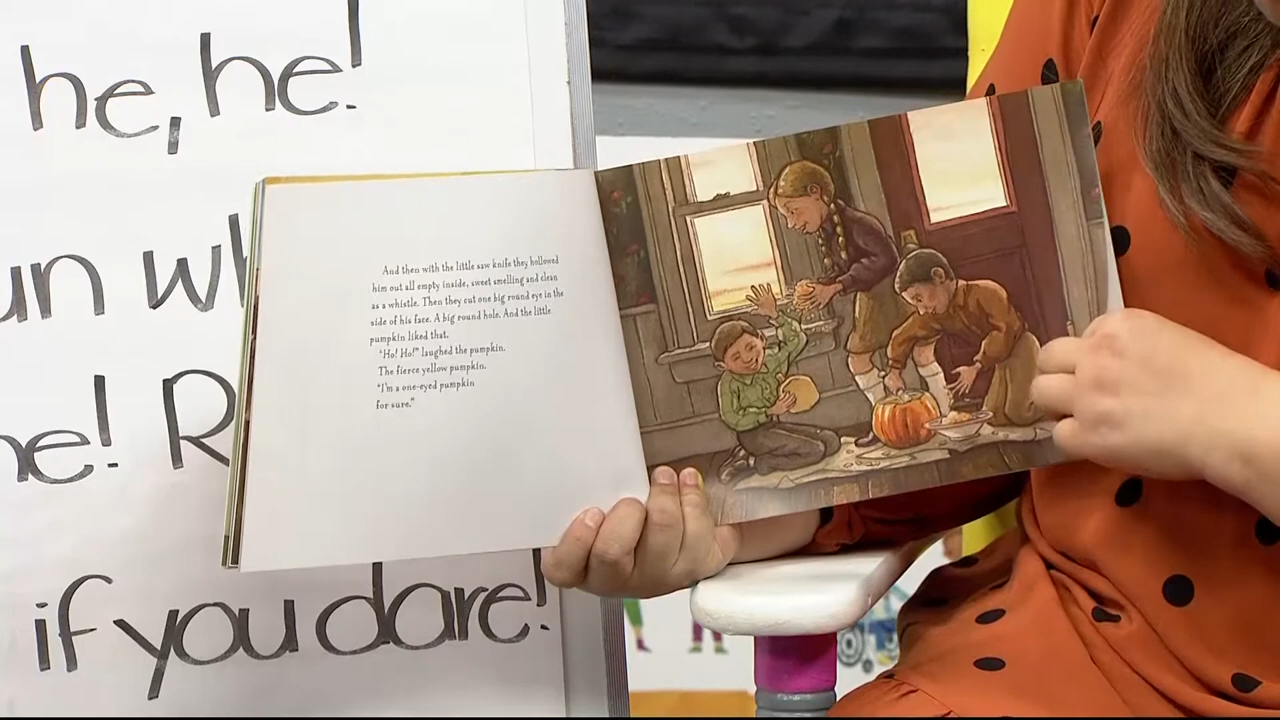 he, he!
un wh
he! R
if you dare!
And then with the little saw knife they hollowed
him out all empty inside, sweet smelling and clean
as a whistle. Then they cut one big round eye in the
side of his face. A big round hole. And the little
pumpkin liked that.
"Ho! Ho!" laughed the pumpkin.
The fierce yellow pumpkin.
"I'm a one-eyed pumpkin
for sure."